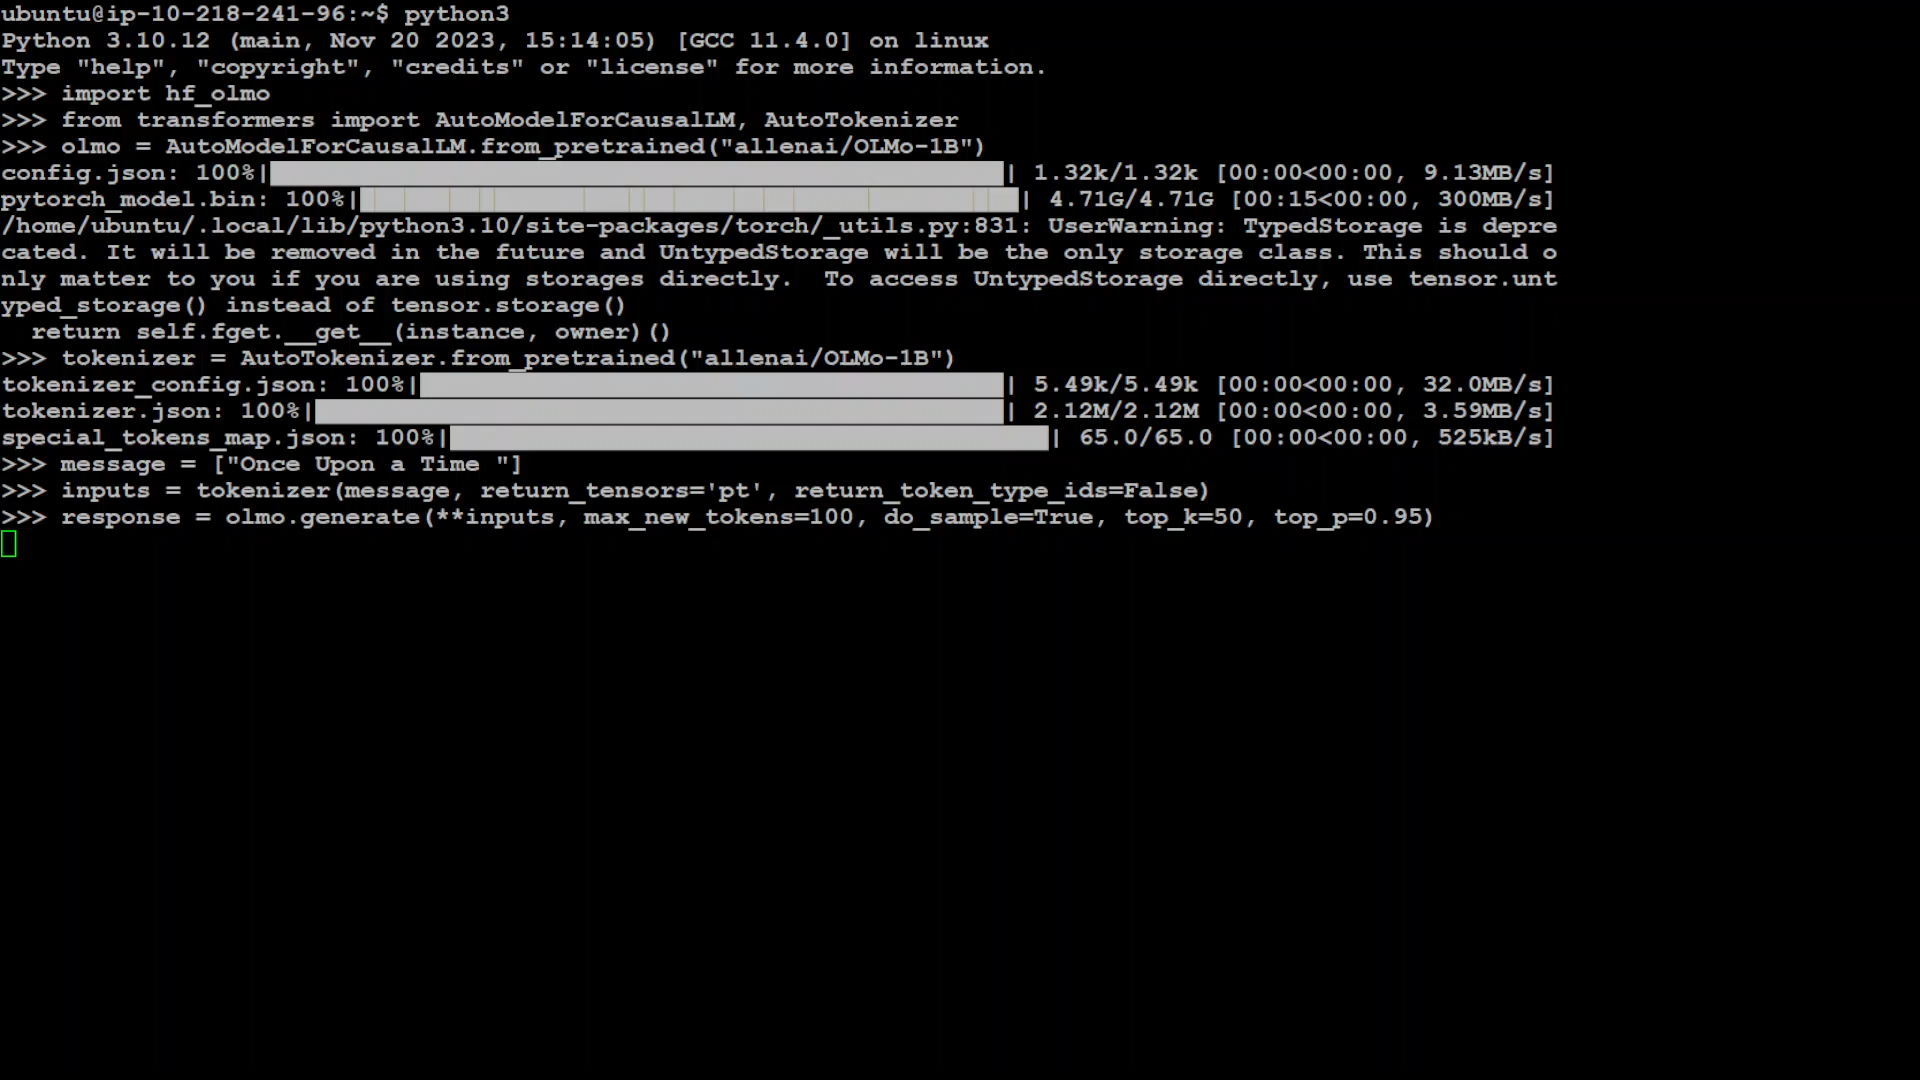 ubuntu@ip-10-218-241-96:~$ python3
Python 3.10.12 (main, Nov 20 2023, 15:14:05) [GCC 11.4.0] on linux
Type "help", "copyright", "credits" or "license" for more information.
>>> import hf_olmo
>>> from transformers import AutoModelForCausalLM, AutoTokenizer
>>> olmo = AutoModelForCausalLM.from_pretrained("allenai/OLMo-1B")
config.json: 100%| | 1.32k/1.32k [00:00<00:00, 9.13MB/s]
pytorch_model.bin: 100%| | 4.71G/4.71G [00:15<00:00, 300MB/s]
/home/ubuntu/.local/lib/python3.10/site-packages/torch/_utils.py:831: UserWarning: TypedStorage is depre
cated. It will be removed in the future and UntypedStorage will be the only storage class. This should o
nly matter to you if you are using storages directly.  To access UntypedStorage directly, use tensor.unt
yped_storage() instead of tensor.storage()
  return self.fget.__get__(instance, owner)()
>>> tokenizer = AutoTokenizer.from_pretrained("allenai/OLMo-1B")
tokenizer_config.json: 100%| | 5.49k/5.49k [00:00<00:00, 32.0MB/s]
tokenizer.json: 100%| | 2.12M/2.12M [00:00<00:00, 3.59MB/s]
special_tokens_map.json: 100%| | 65.0/65.0 [00:00<00:00, 525kB/s]
>>> message = ["Once Upon a Time "]
>>> inputs = tokenizer(message, return_tensors='pt', return_token_type_ids=False)
>>> response = olmo.generate(**inputs, max_new_tokens=100, do_sample=True, top_k=50, top_p=0.95)